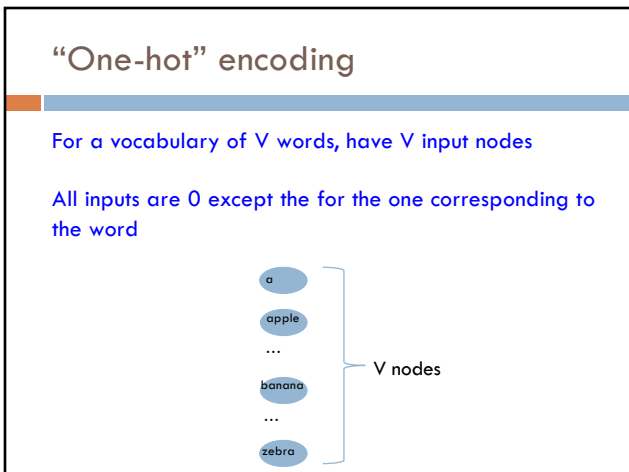 “One-hot” encoding
For a vocabulary of V words, have V input nodes
All inputs are 0 except the for the one corresponding to
the word
a
apple
...
banana
...
zebra
V nodes